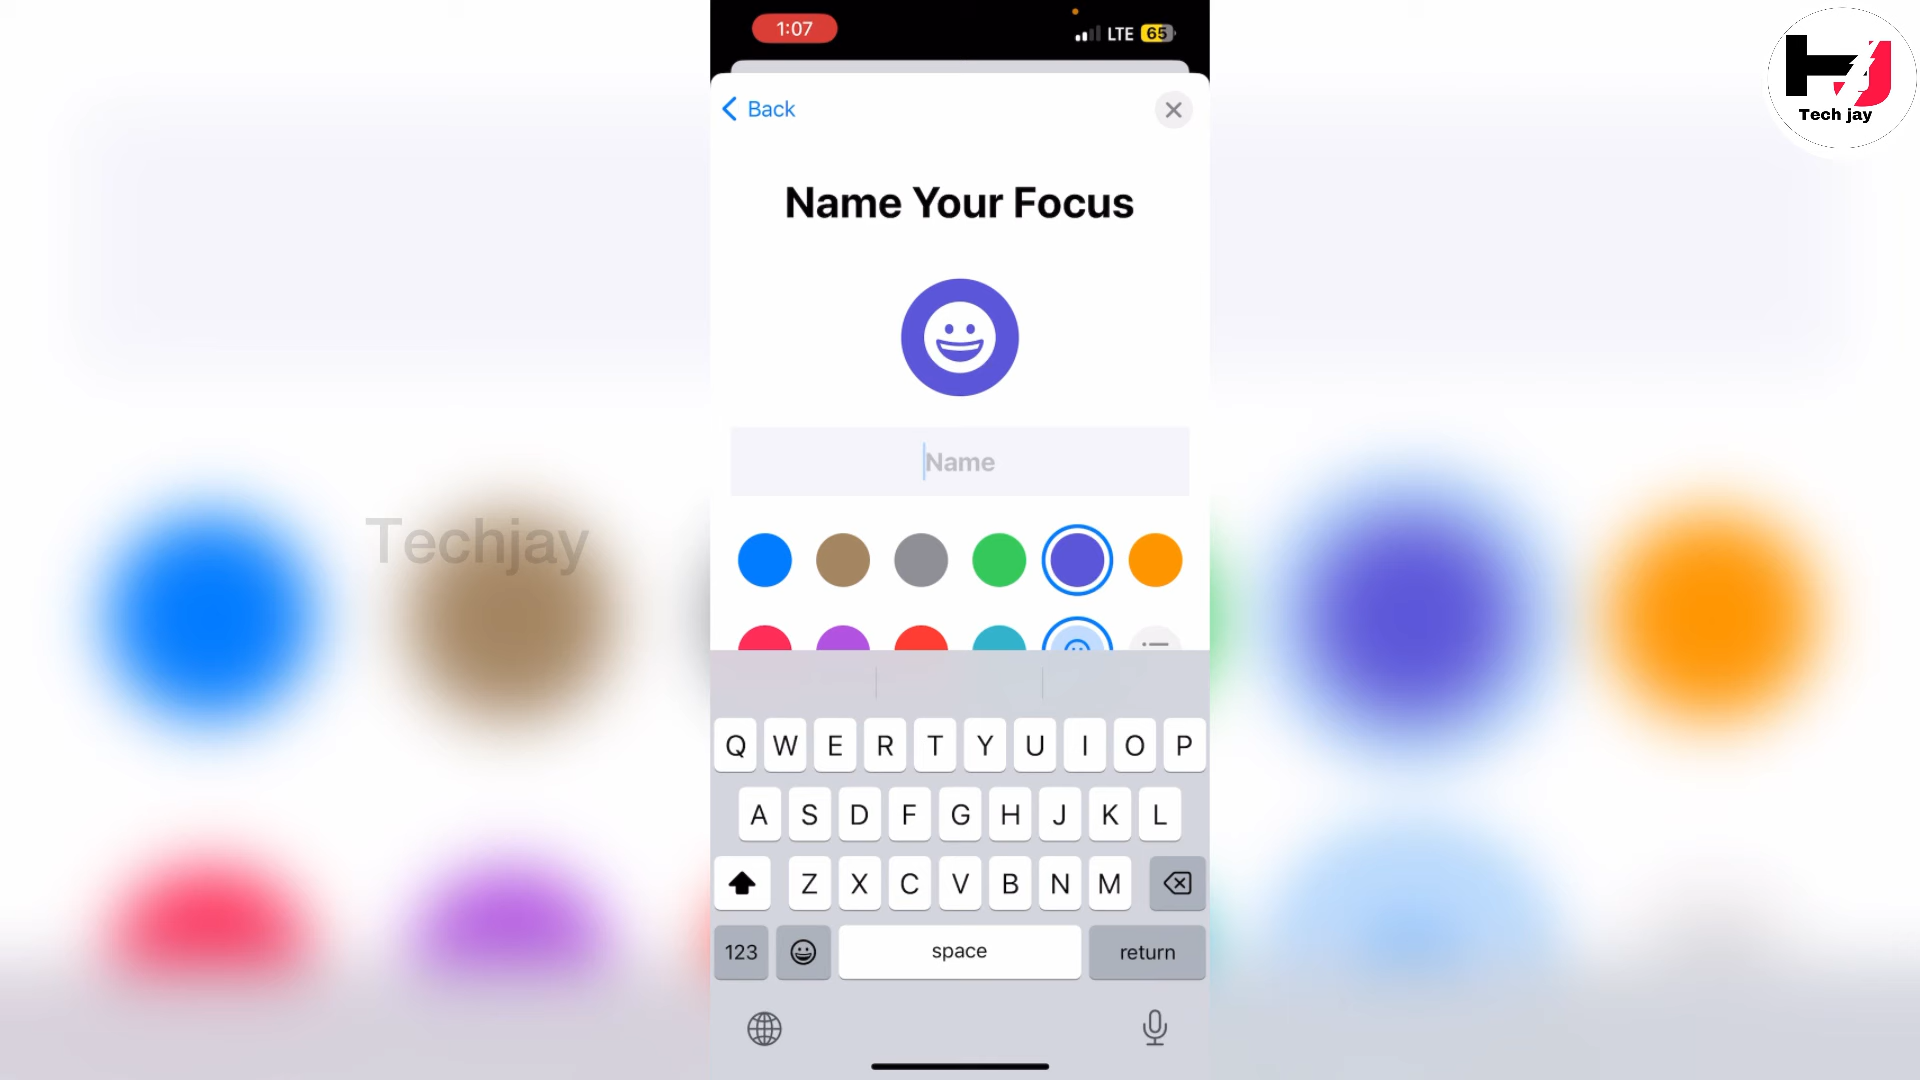 1:07
LTE 65
Tech jay
Back
Name Your Focus
Name
Techjay
Q W E R T Y U I O P
A S D F G H J K L
Z X C V B N M
123 space return